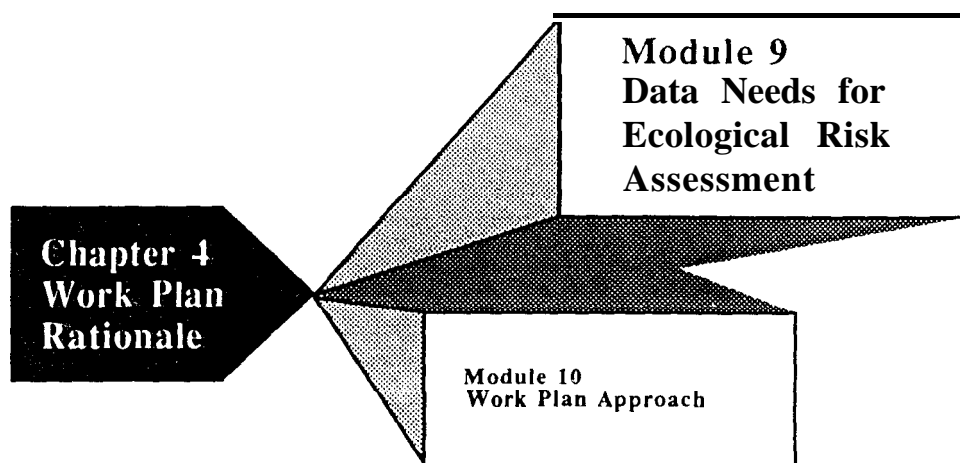 Module 9
Data Needs for
Ecological Risk
Assessment
Chapter 4
Work Plan
Rationale
Module 10
Work Plan Approach